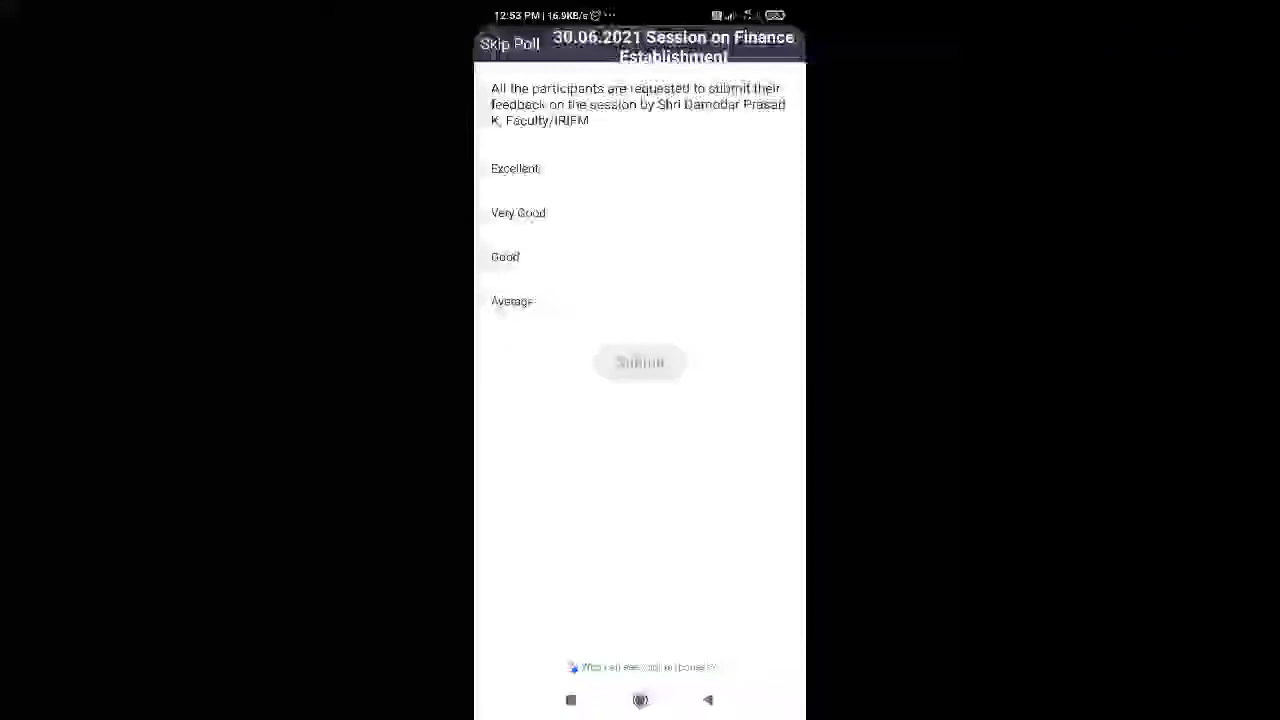 12:53 PM | 16.9KB/s
Skip Poll
30.06.2021 Session on Finance
Establishment
All the participants are requested to submit their
feedback on the session by Shri Damodar Prasad
K, Faculty/IRIFM
Excellent
Very Good
Good
Average
Submit